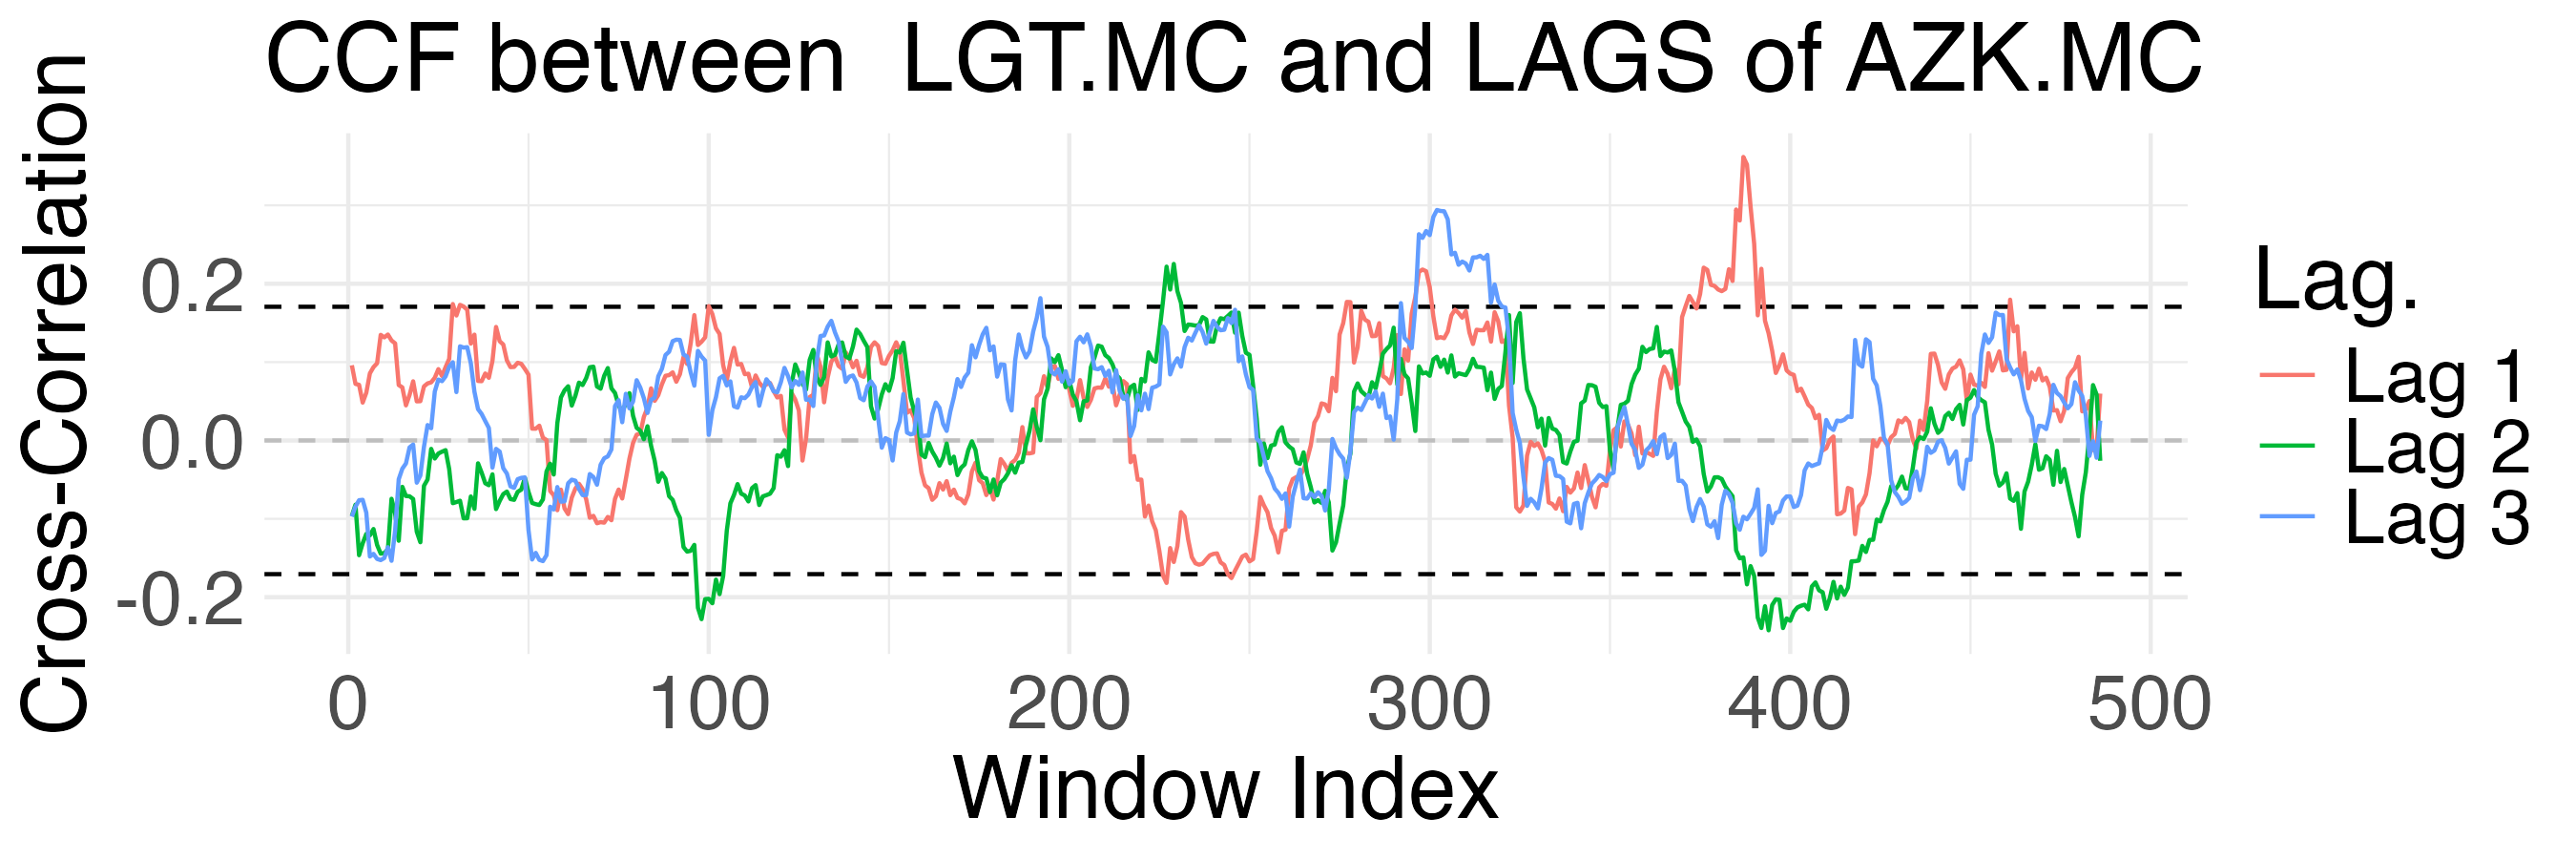 CCF between  LGT.MC and LAGS of AZK.MC
Cross-Correlation
0.2
0.0
-0.2
0 100 200 300 400 500
Window Index
Lag.
Lag 1
Lag 2
Lag 3